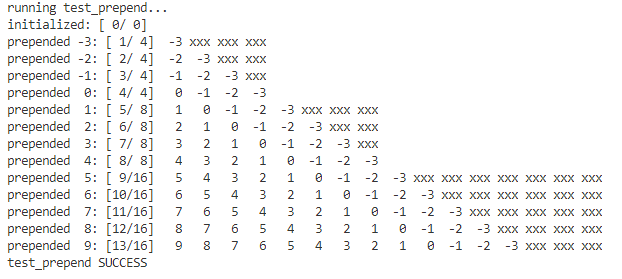 running test_prepend...
initialized: [ 0/ 0]
prepended -3: [ 1/ 4]  -3 xxx xxx xxx
prepended -2: [ 2/ 4]  -2  -3 xxx xxx
prepended -1: [ 3/ 4]  -1  -2  -3 xxx
prepended  0: [ 4/ 4]   0  -1  -2  -3
prepended  1: [ 5/ 8]   1   0  -1  -2  -3 xxx xxx xxx
prepended  2: [ 6/ 8]   2   1   0  -1  -2  -3 xxx xxx
prepended  3: [ 7/ 8]   3   2   1   0  -1  -2  -3 xxx
prepended  4: [ 8/ 8]   4   3   2   1   0  -1  -2  -3
prepended  5: [ 9/16]   5   4   3   2   1   0  -1  -2  -3 xxx xxx xxx xxx xxx xxx xxx
prepended  6: [10/16]   6   5   4   3   2   1   0  -1  -2  -3 xxx xxx xxx xxx xxx xxx
prepended  7: [11/16]   7   6   5   4   3   2   1   0  -1  -2  -3 xxx xxx xxx xxx xxx
prepended  8: [12/16]   8   7   6   5   4   3   2   1   0  -1  -2  -3 xxx xxx xxx xxx
prepended  9: [13/16]   9   8   7   6   5   4   3   2   1   0  -1  -2  -3 xxx xxx xxx
test_prepend SUCCESS